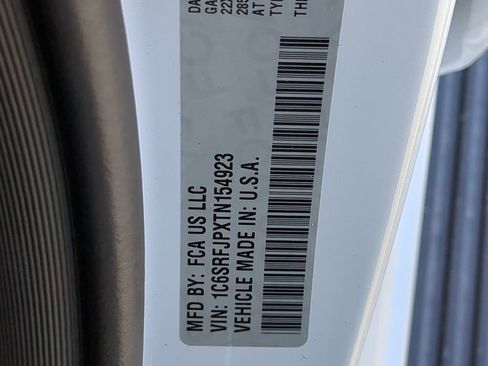 MFD BY: FCA US LLC
VIN: 1C6SRFJPXTN154923
VEHICLE MADE IN: U.S.A.